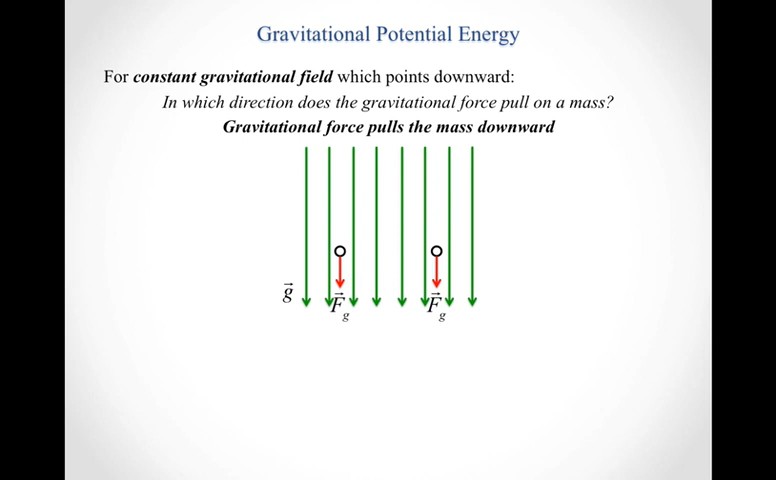 Gravitational Potential Energy
For constant gravitational field which points downward:
In which direction does the gravitational force pull on a mass?
Gravitational force pulls the mass downward
g⃗ F⃗g F⃗g